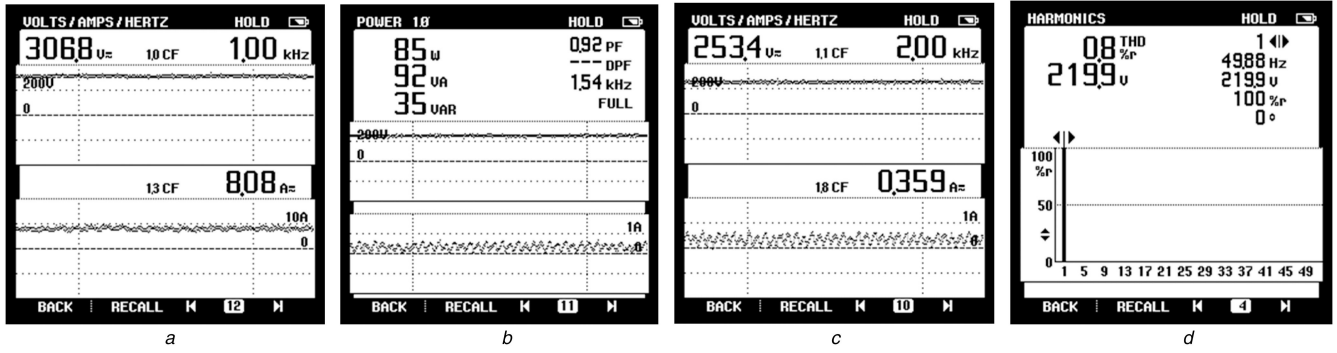 VOLTS/AMPS/HERTZ HOLD
306.8 V≂ 1.0 CF 1.00 kHz
200V
0
1.3 CF 8.08 A≂
10A
0
BACK RECALL 12
a
POWER 1Ø HOLD
85 W 0.92 PF
92 VA --- DPF
35 VAR 1.54 kHz
FULL
200V
0
1A
0
BACK RECALL 11
b
VOLTS/AMPS/HERTZ HOLD
253.4 V≂ 1.1 CF 2.00 kHz
200V
0
1.8 CF 0.359 A≂
1A
0
BACK RECALL 10
c
HARMONICS HOLD
0.8 THD %r 1
219.9 V 49.88 Hz
219.9 V
100 %r
0 °
100
%r
50
0
1 5 9 13 17 21 25 29 33 37 41 45 49
BACK RECALL 4
d